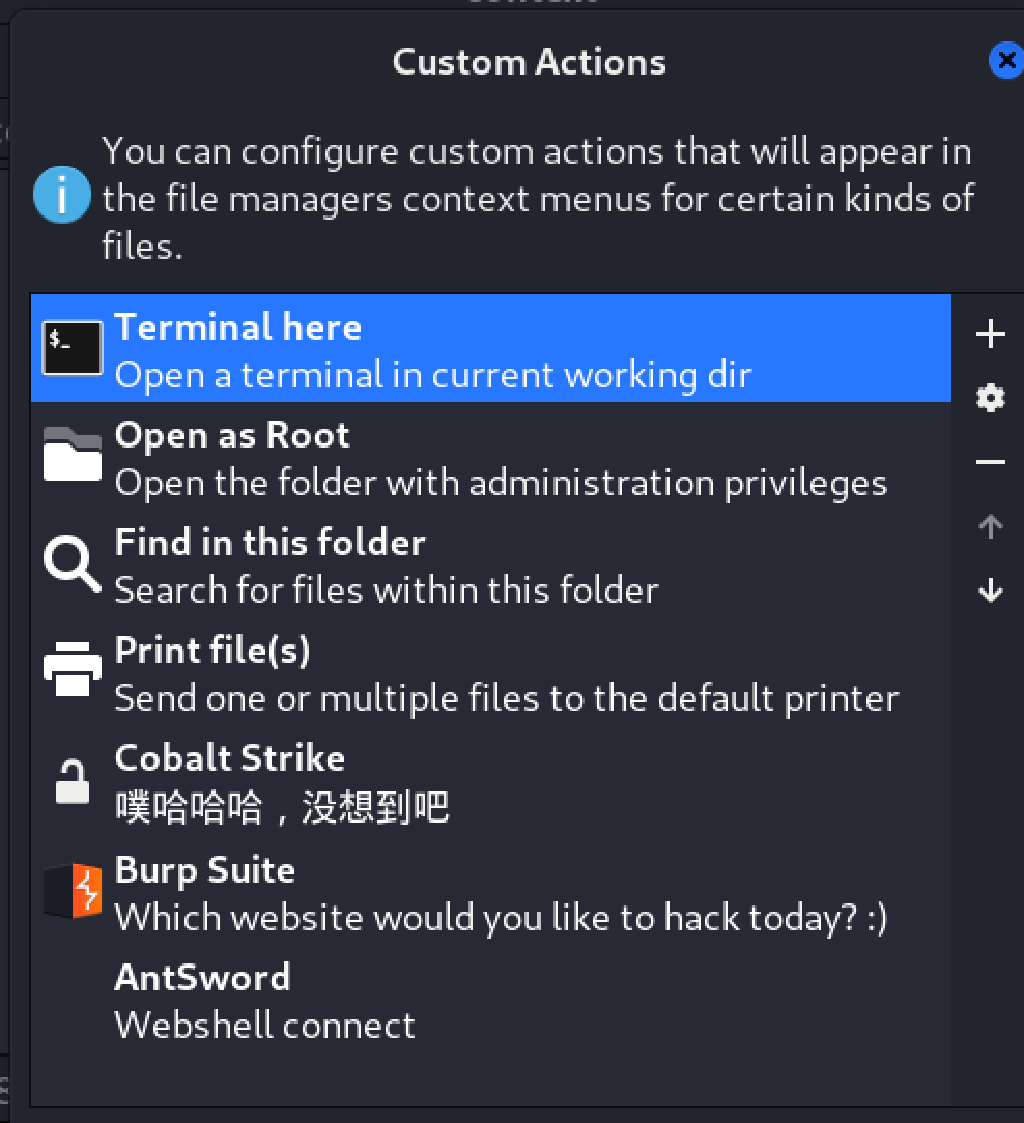 Custom Actions
You can configure custom actions that will appear in
the file managers context menus for certain kinds of
files.
$_
Terminal here
Open a terminal in current working dir
Open as Root
Open the folder with administration privileges
Find in this folder
Search for files within this folder
Print file(s)
Send one or multiple files to the default printer
Cobalt Strike
噗哈哈哈，没想到吧
Burp Suite
Which website would you like to hack today? :)
AntSword
Webshell connect